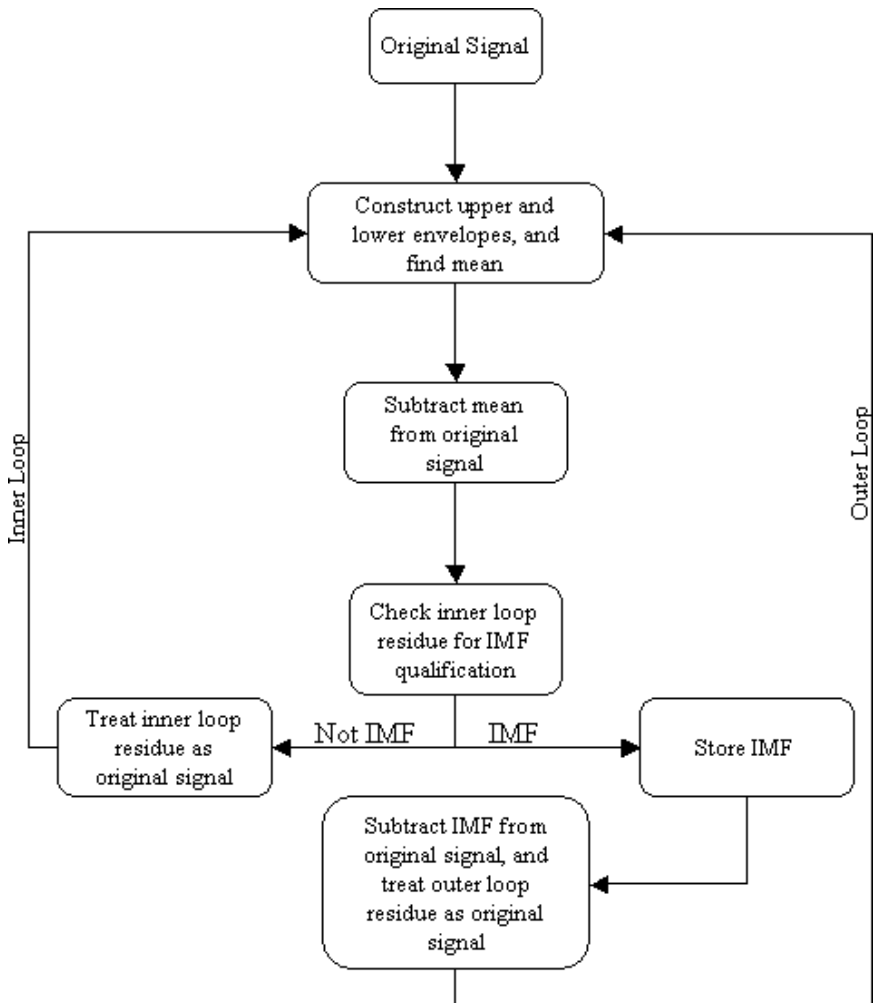 Original Signal
Construct upper and
lower envelopes, and
find mean
Subtract mean
from original
signal
Inner Loop
Outer Loop
Check inner loop
residue for IMF
qualification
Treat inner loop
residue as
original signal
Not IMF
IMF
Store IMF
Subtract IMF from
original signal, and
treat outer loop
residue as original
signal